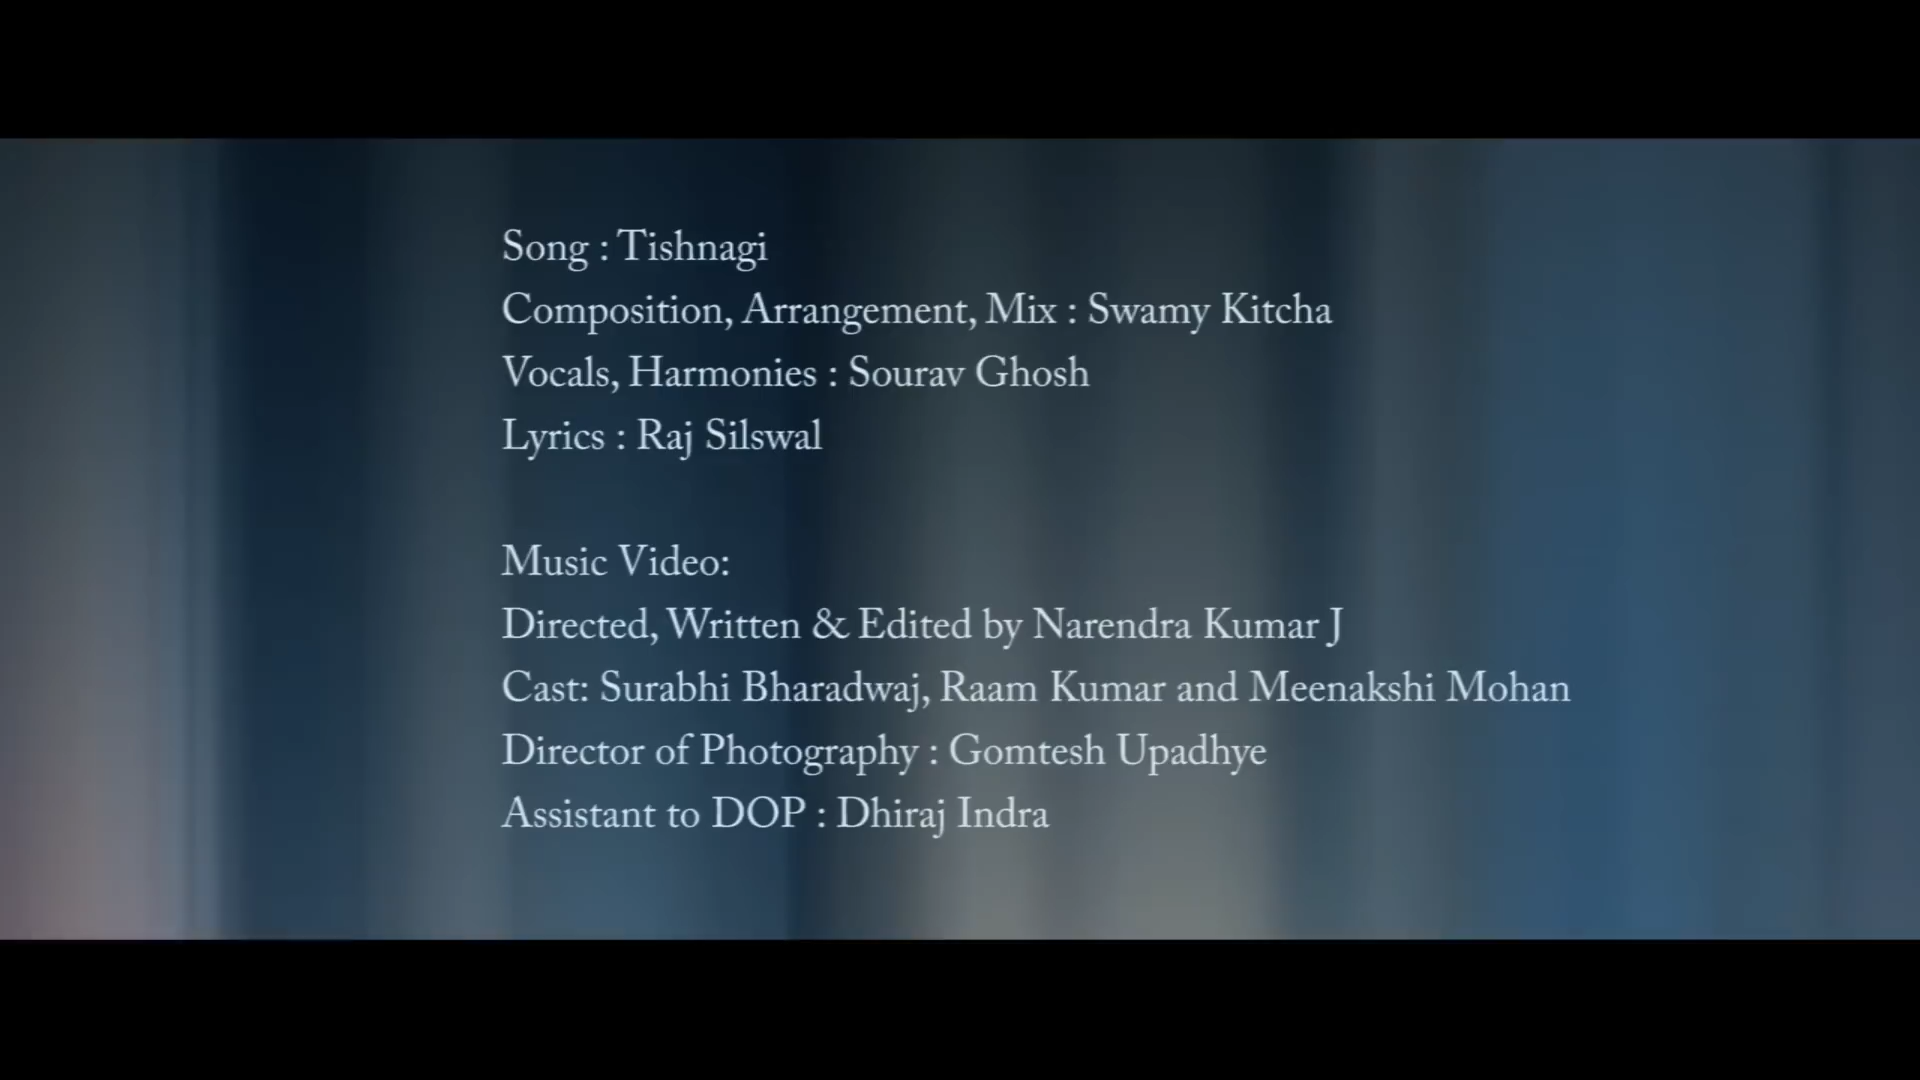 Song : Tishnagi
Composition, Arrangement, Mix : Swamy Kitcha
Vocals, Harmonies : Sourav Ghosh
Lyrics : Raj Silswal
Music Video:
Directed, Written & Edited by Narendra Kumar J
Cast: Surabhi Bharadwaj, Raam Kumar and Meenakshi Mohan
Director of Photography : Gomtesh Upadhye
Assistant to DOP : Dhiraj Indra